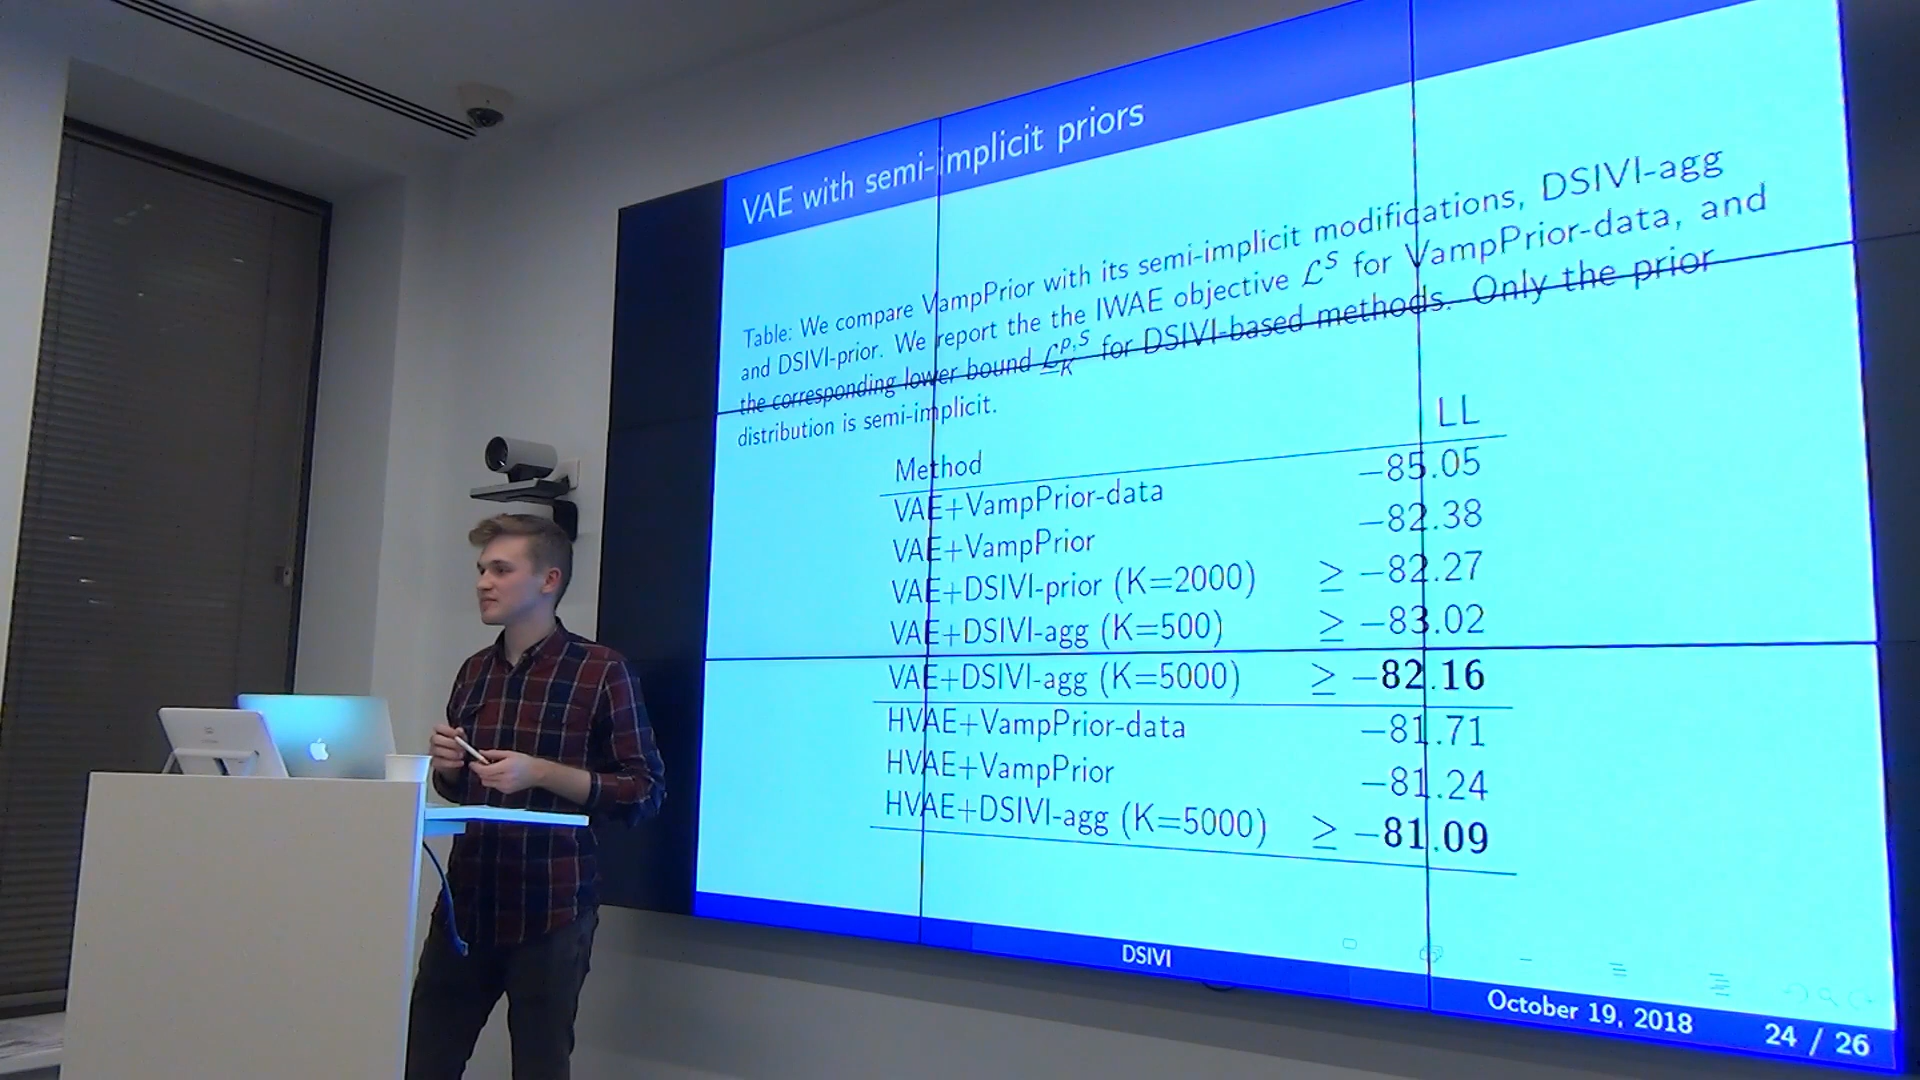 VAE with semi-implicit priors
Table: We compare VampPrior with its semi-implicit modifications, DSIVI-agg
and DSIVI-prior. We report the the IWAE objective ℒ^S for VampPrior-data, and
the corresponding lower bound ℒ_K^{p,S} for DSIVI-based methods. Only the prior
distribution is semi-implicit.
Method LL
VAE+VampPrior-data −85.05
VAE+VampPrior −82.38
VAE+DSIVI-prior (K=2000) ≥ −82.27
VAE+DSIVI-agg (K=500) ≥ −83.02
VAE+DSIVI-agg (K=5000) ≥ −82.16
HVAE+VampPrior-data −81.71
HVAE+VampPrior −81.24
HVAE+DSIVI-agg (K=5000) ≥ −81.09
DSIVI
October 19, 2018 24 / 26